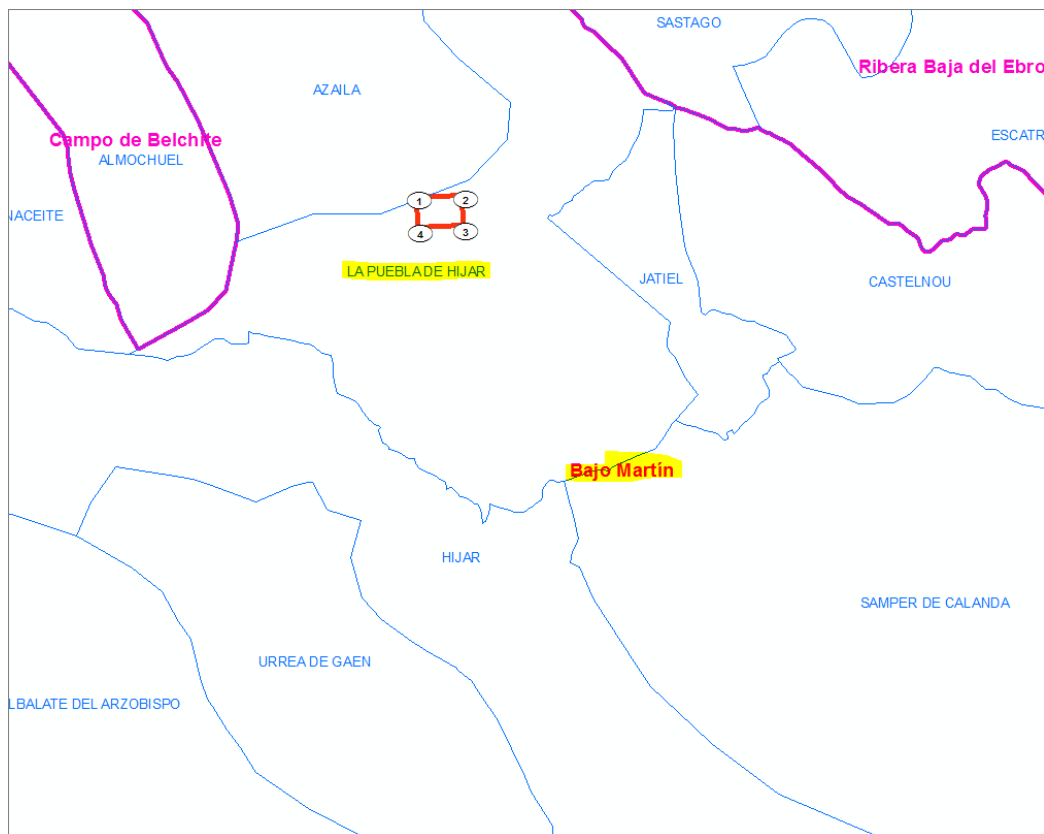 SASTAGO
Ribera Baja del Ebro
AZAILA
ESCATR
Campo de Belchite
ALMOCHUEL
1
2
NACEITE
4
3
LA PUEBLA DE HIJAR
JATIEL
CASTELNOU
Bajo Martín
HIJAR
SAMPER DE CALANDA
URREA DE GAEN
LBALATE DEL ARZOBISPO